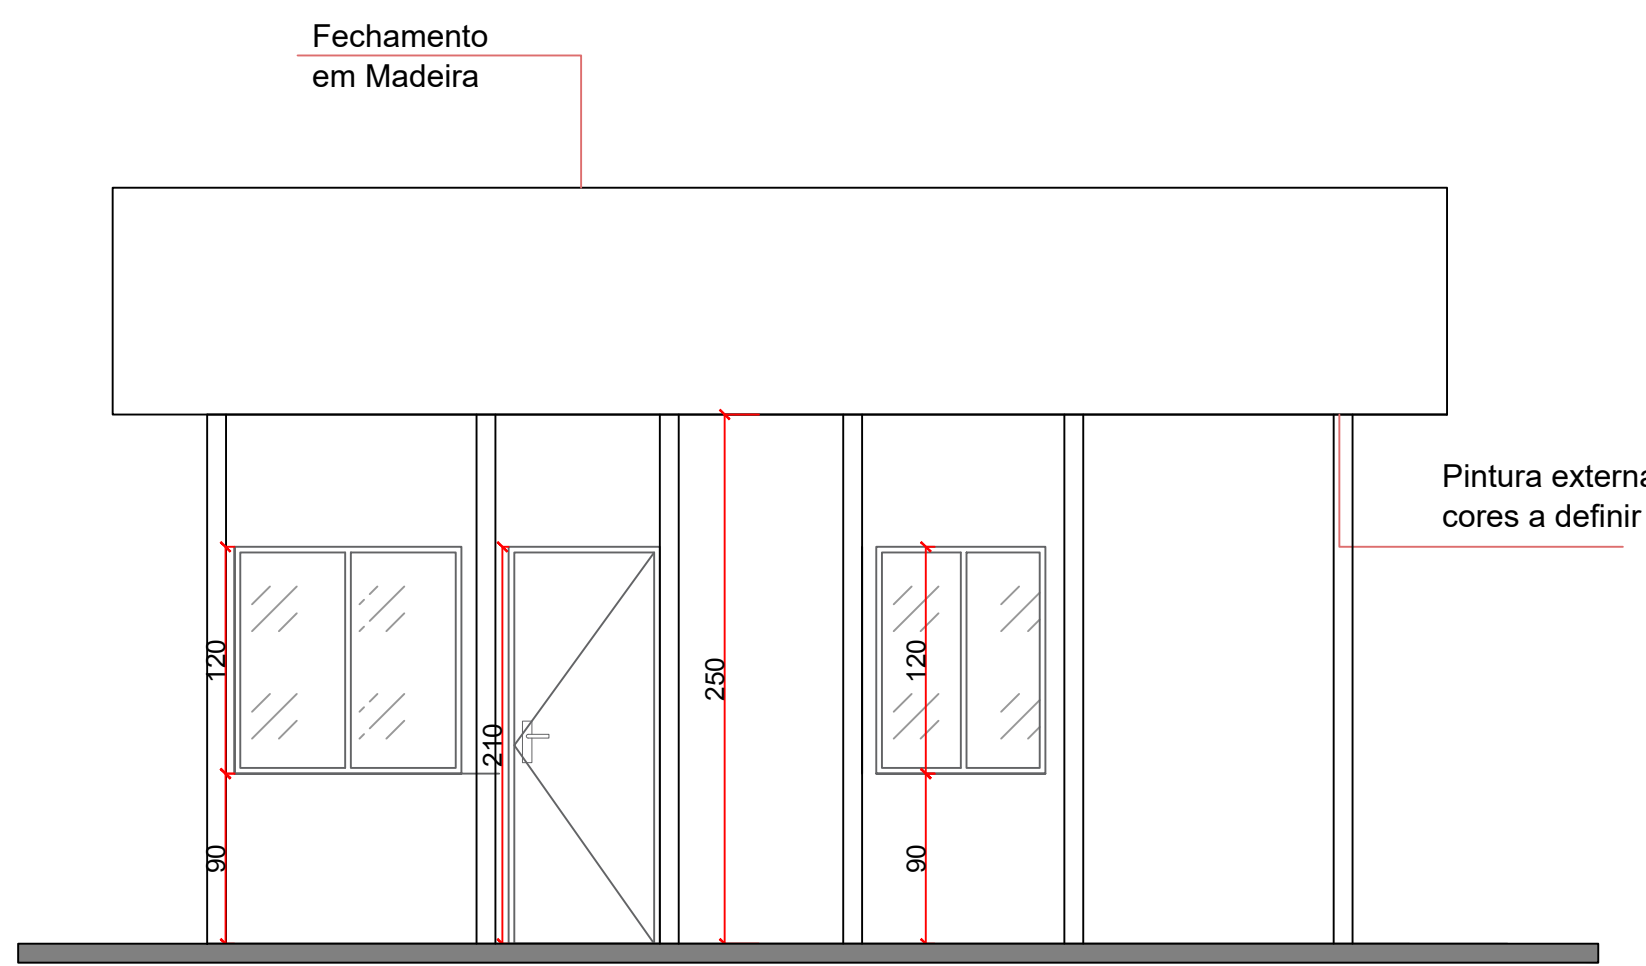 Fechamento
em Madeira
Pintura externa
cores a definir
120
210
250
120
90
90